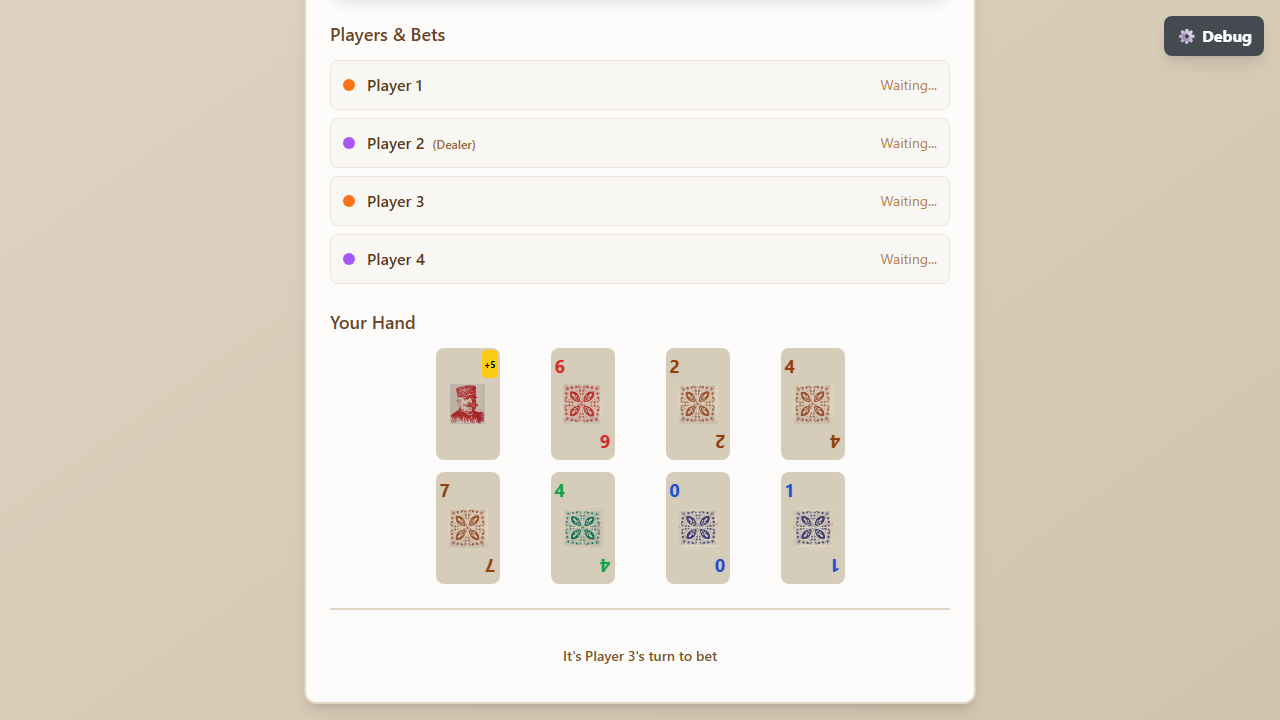 Players & Bets
⚙️ Debug
Player 1 Waiting...
Player 2 (Dealer) Waiting...
Player 3 Waiting...
Player 4 Waiting...
Your Hand
+5 6 2 4
6 2 4
7 4 0 1
7 4 0 1
It's Player 3's turn to bet